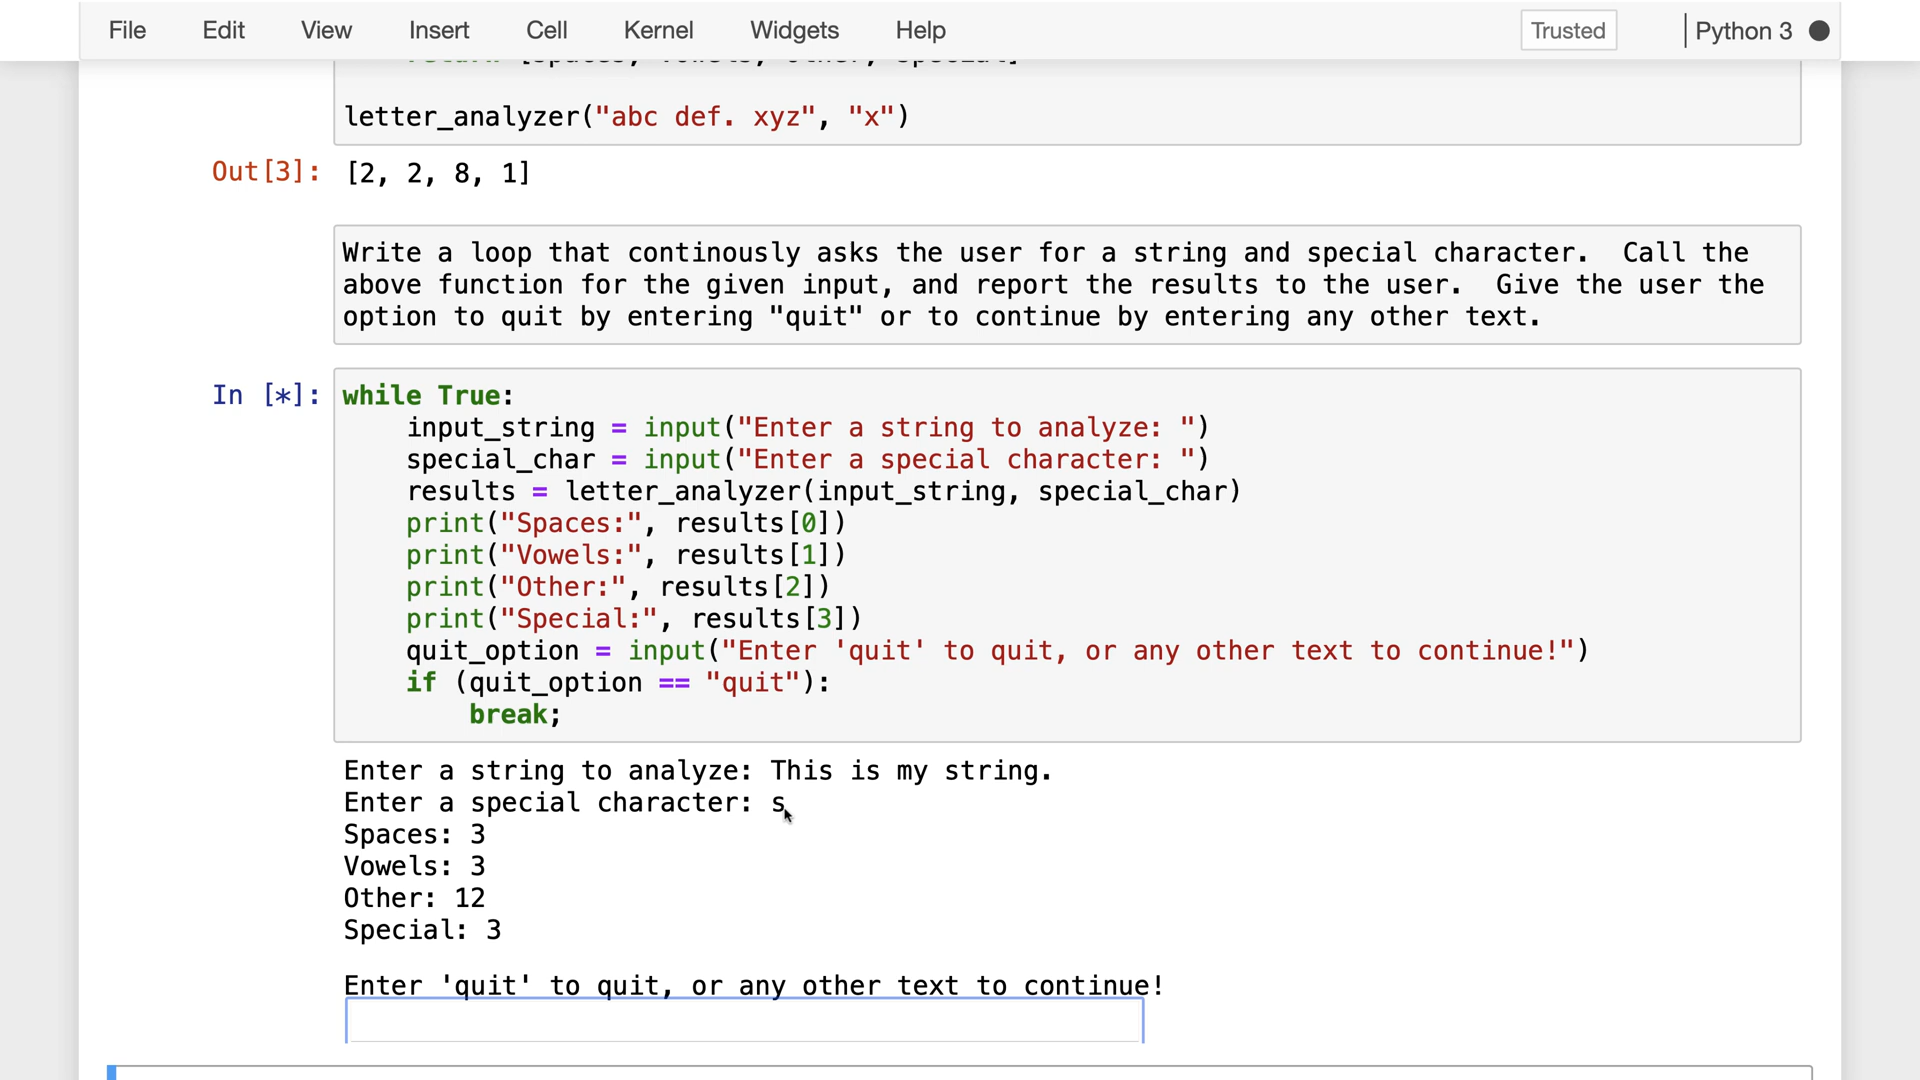 File Edit View Insert Cell Kernel Widgets Help Trusted Python 3
return [spaces, vowels, other, special]
letter_analyzer("abc def. xyz", "x")
Out[3]: [2, 2, 8, 1]
Write a loop that continously asks the user for a string and special character.  Call the
above function for the given input, and report the results to the user.  Give the user the
option to quit by entering "quit" or to continue by entering any other text.
In [*]: while True:
    input_string = input("Enter a string to analyze: ")
    special_char = input("Enter a special character: ")
    results = letter_analyzer(input_string, special_char)
    print("Spaces:", results[0])
    print("Vowels:", results[1])
    print("Other:", results[2])
    print("Special:", results[3])
    quit_option = input("Enter 'quit' to quit, or any other text to continue!")
    if (quit_option == "quit"):
        break;
Enter a string to analyze: This is my string.
Enter a special character: s
Spaces: 3
Vowels: 3
Other: 12
Special: 3
Enter 'quit' to quit, or any other text to continue!